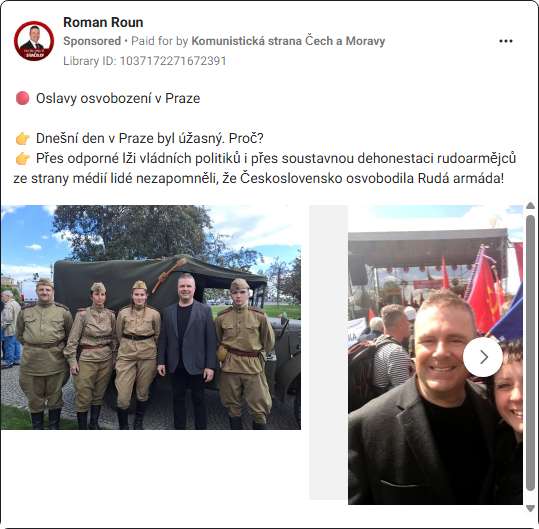 Roman Roun
Sponsored • Paid for by Komunistická strana Čech a Moravy
Library ID: 1037172271672391
🔴 Oslavy osvobození v Praze
👉 Dnešní den v Praze byl úžasný. Proč?
👉 Přes odporné lži vládních politiků i přes soustavnou dehonestaci rudoarmějců
ze strany médií lidé nezapomněli, že Československo osvobodila Rudá armáda!